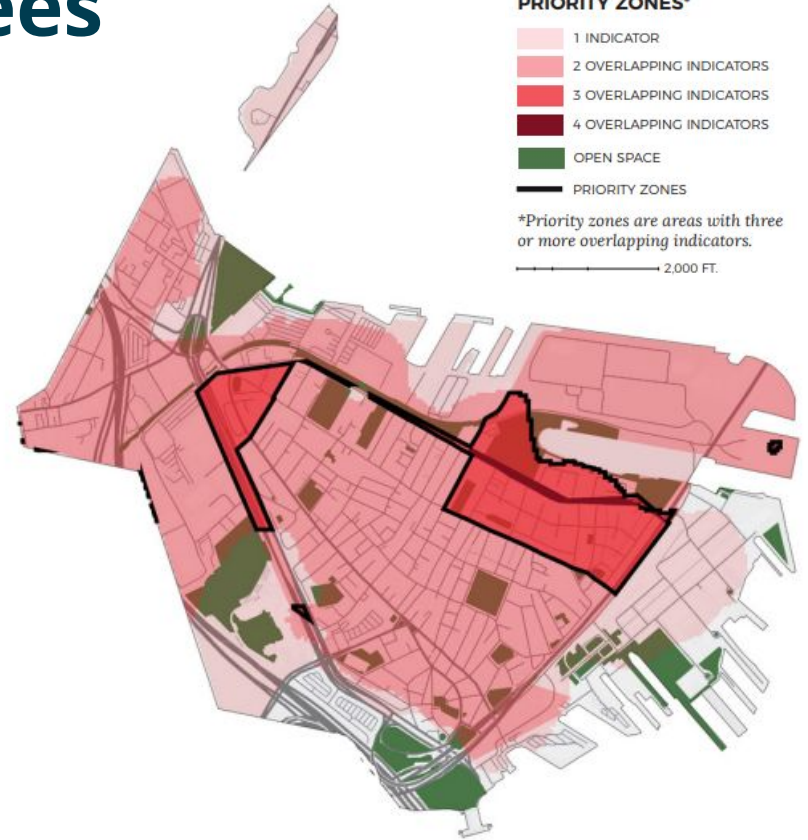 PRIORITY ZONES*
1 INDICATOR
2 OVERLAPPING INDICATORS
3 OVERLAPPING INDICATORS
4 OVERLAPPING INDICATORS
OPEN SPACE
PRIORITY ZONES
*Priority zones are areas with three
or more overlapping indicators.
2,000 FT.